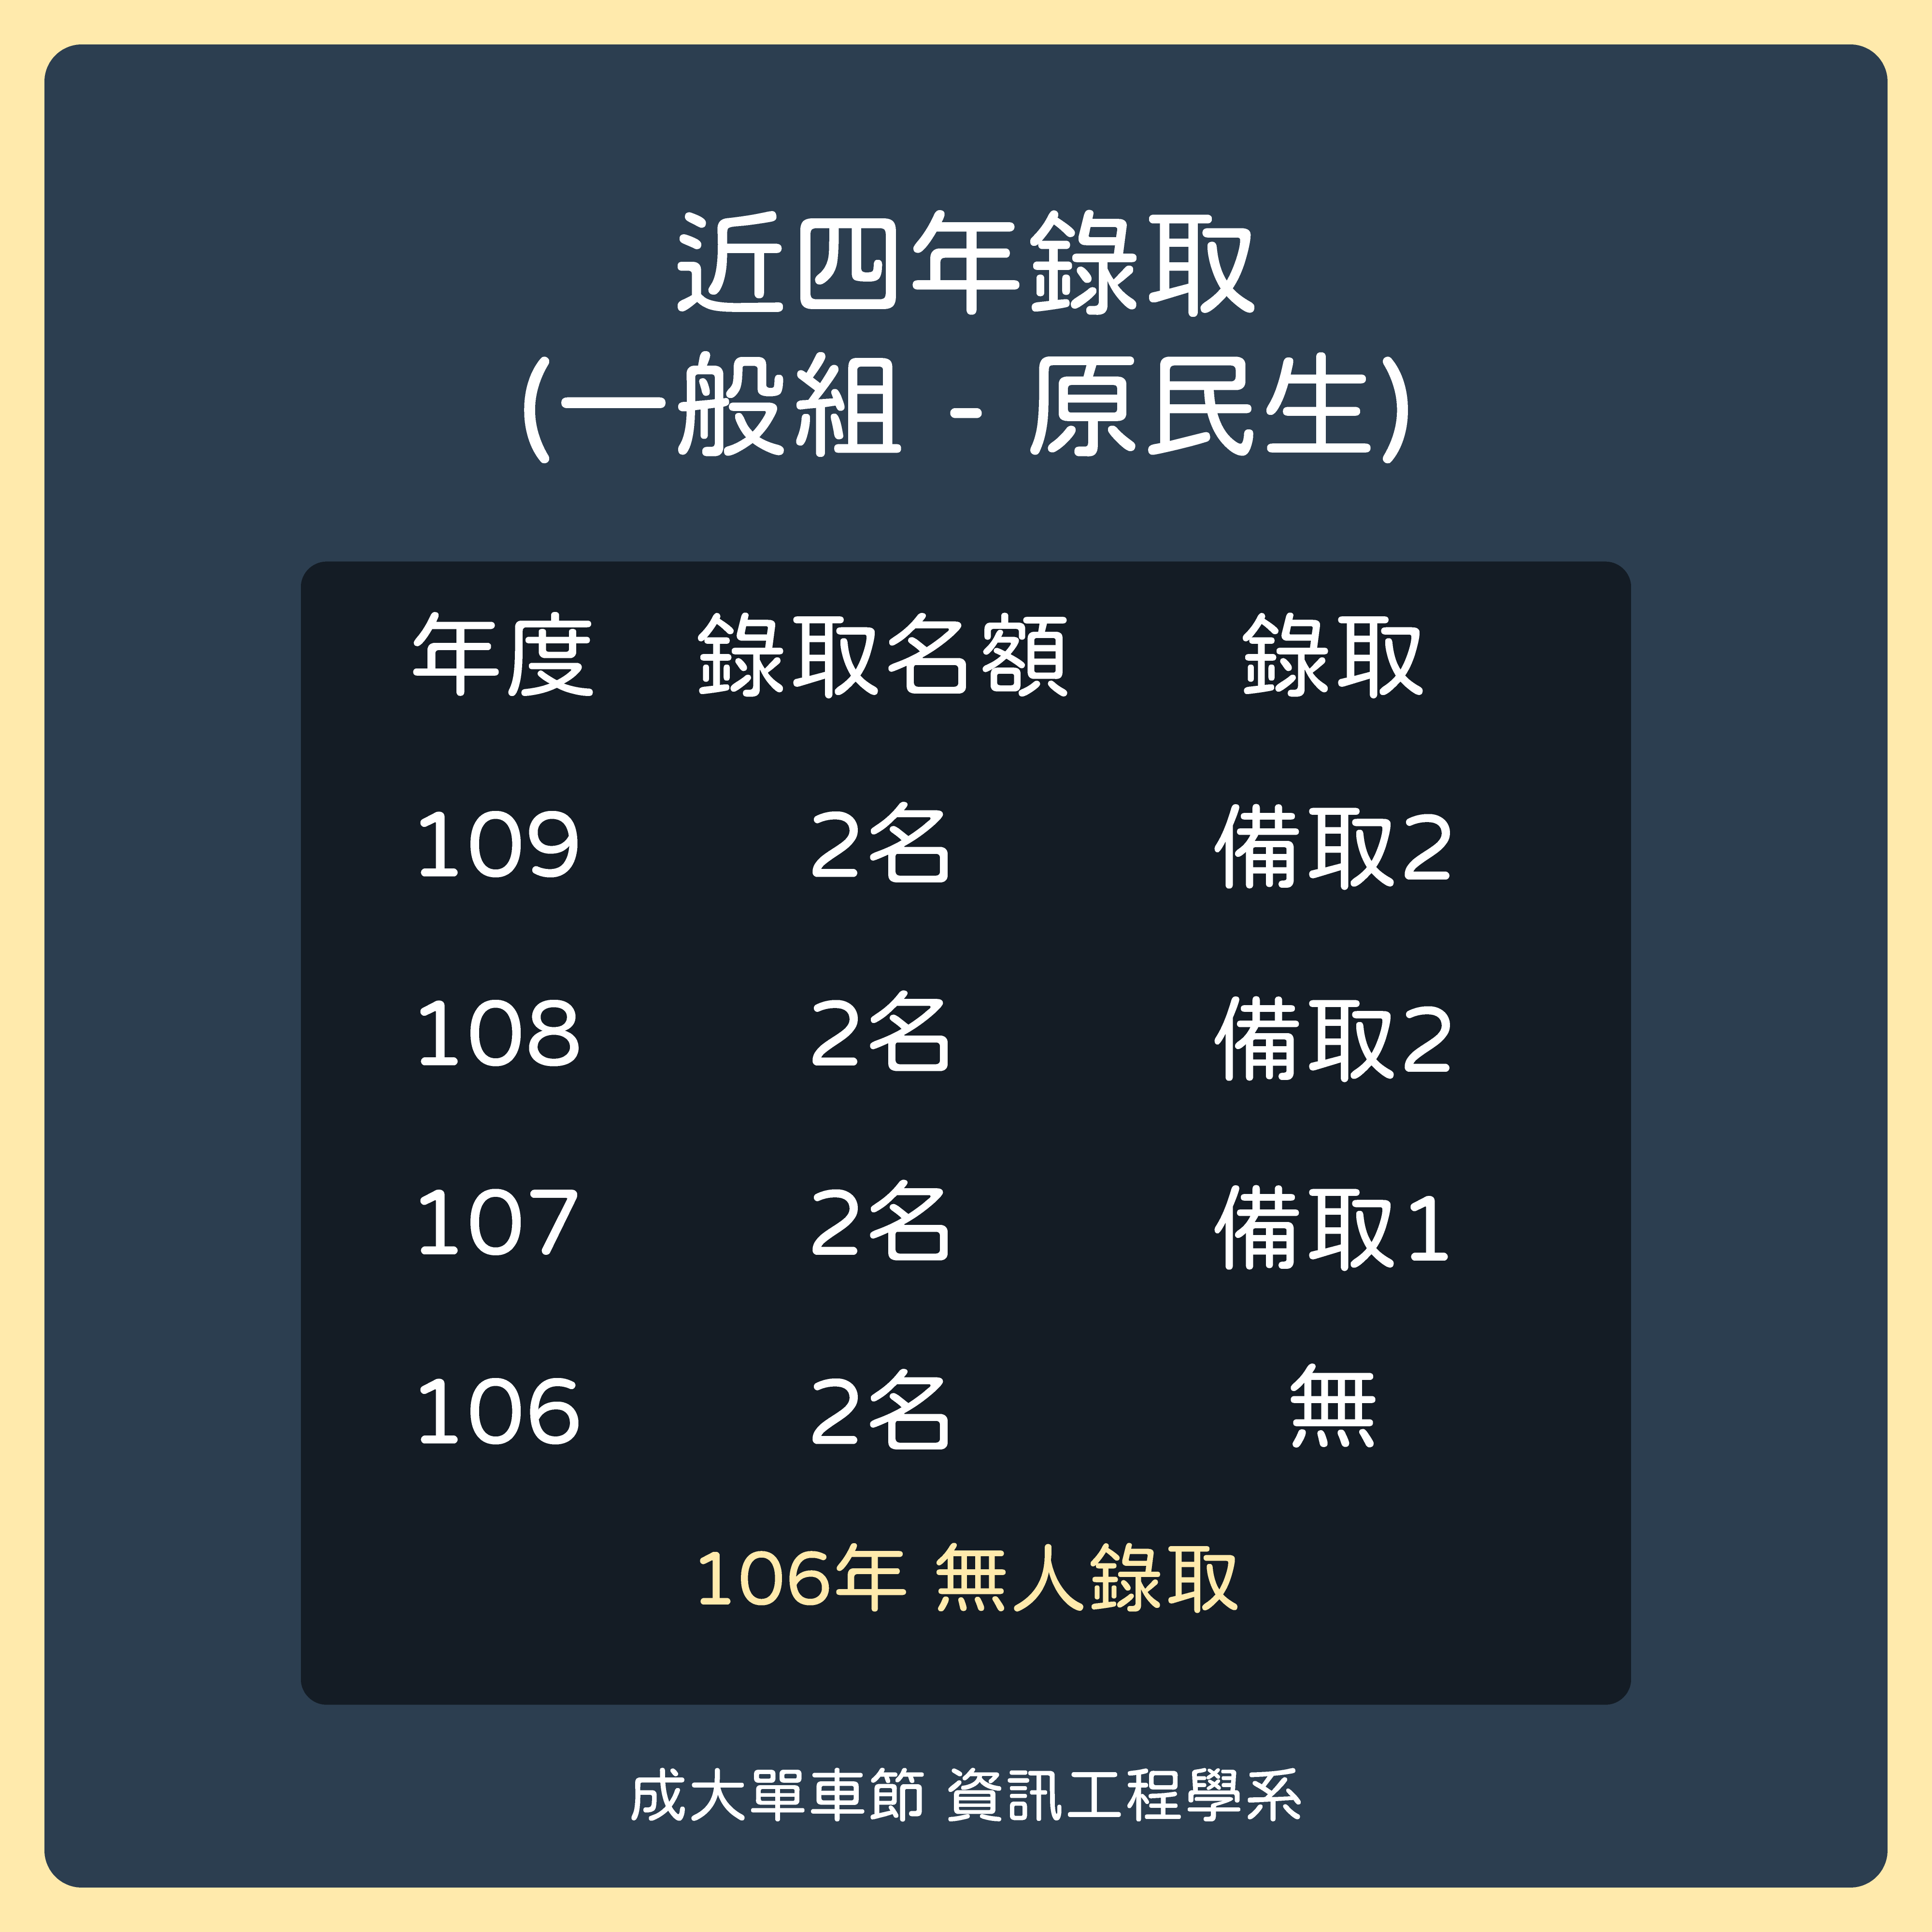 近四年錄取
(一般組 - 原民生)
年度 錄取名額 錄取
109 2名 備取2
108 2名 備取2
107 2名 備取1
106 2名 無
106年 無人錄取
成大單車節 資訊工程學系